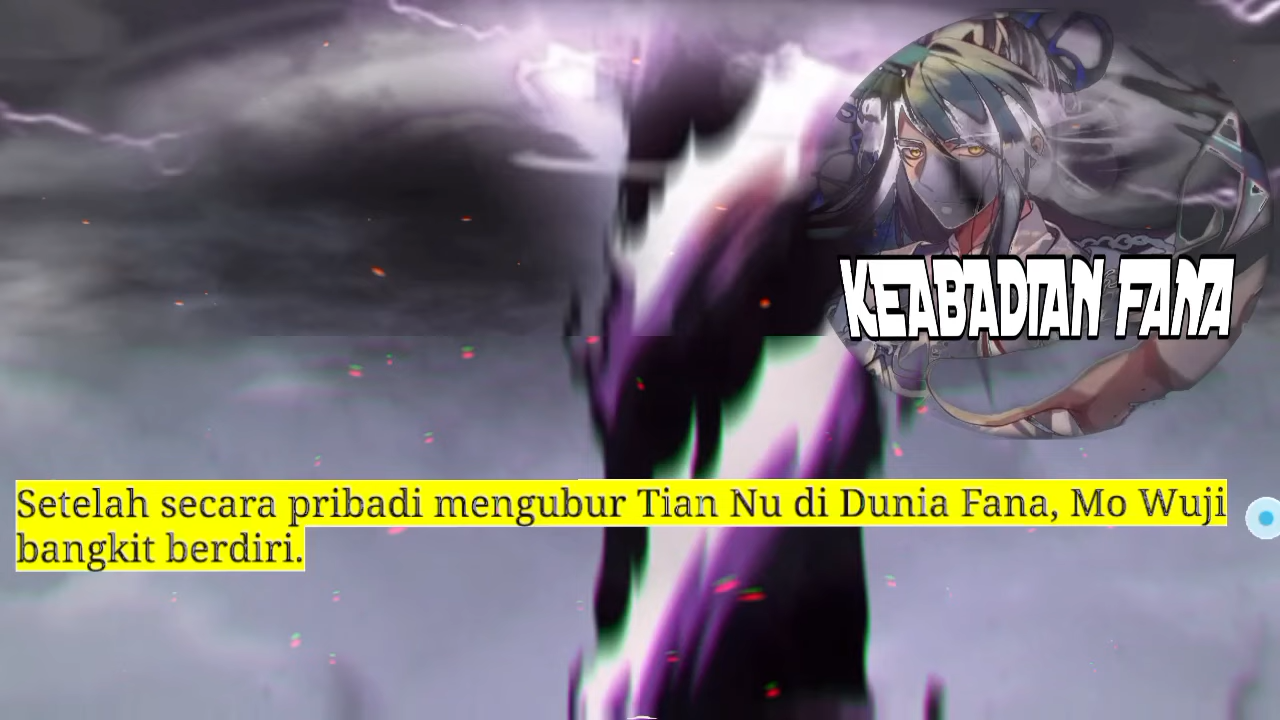 KEABADIAN FANA
Setelah secara pribadi mengubur Tian Nu di Dunia Fana, Mo Wuji
bangkit berdiri.